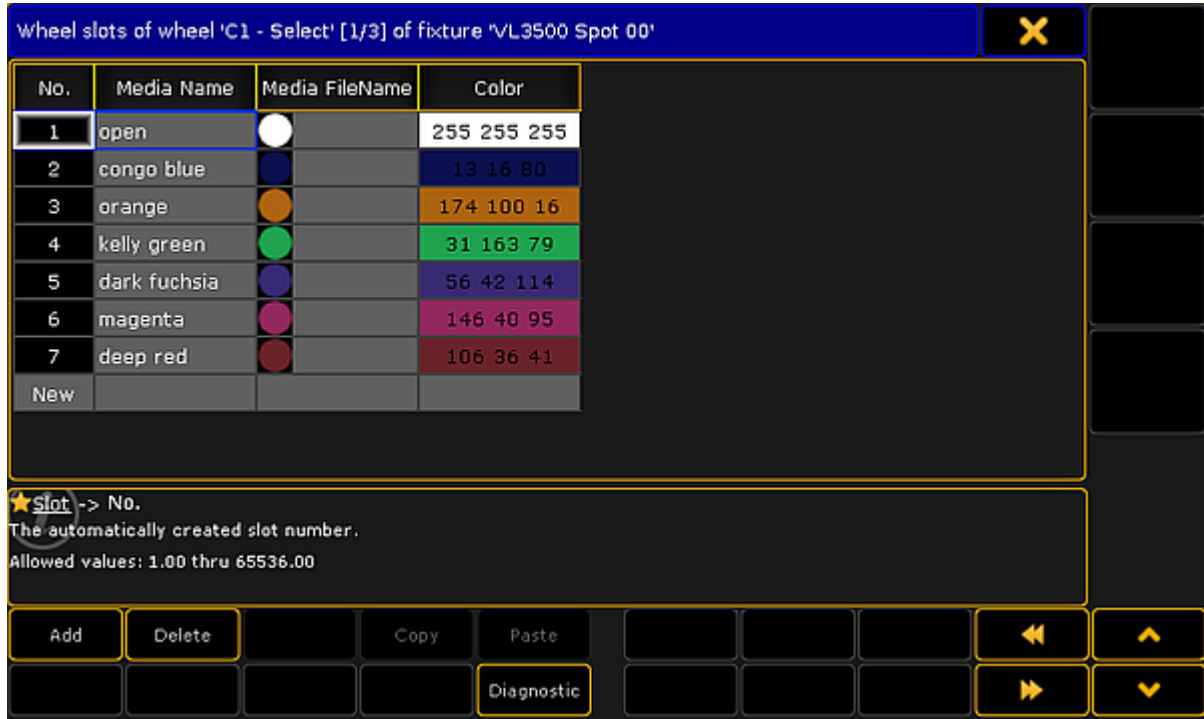 Wheel slots of wheel 'C1 - Select' [1/3] of fixture 'VL3500 Spot 00'
No. Media Name Media FileName Color
1 open 255 255 255
2 congo blue 13 16 80
3 orange 174 100 16
4 kelly green 31 163 79
5 dark fuchsia 56 42 114
6 magenta 146 40 95
7 deep red 106 36 41
New
Slot -> No.
The automatically created slot number.
Allowed values: 1.00 thru 65536.00
Add Delete Copy Paste
Diagnostic